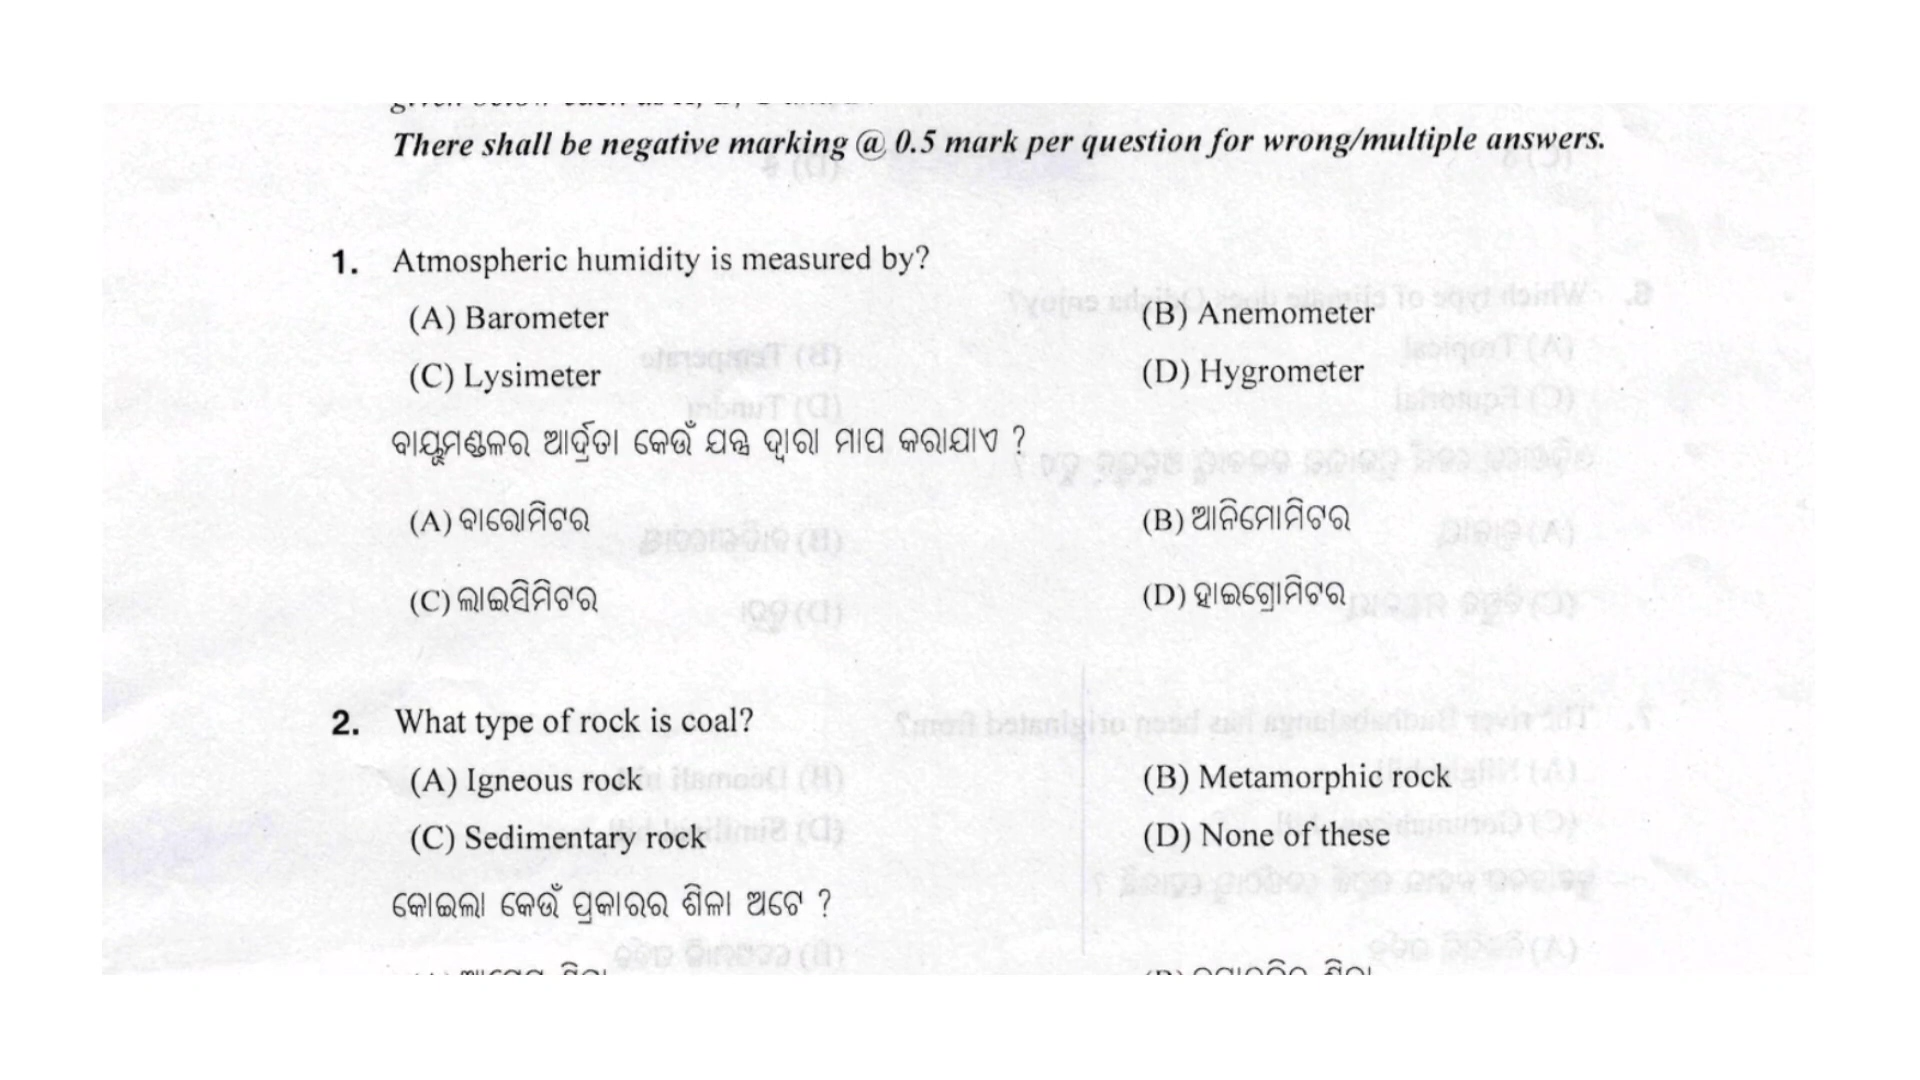 There shall be negative marking @ 0.5 mark per question for wrong/multiple answers.
1. Atmospheric humidity is measured by?
(A) Barometer (B) Anemometer
(C) Lysimeter (D) Hygrometer
ବାୟୁମଣ୍ଡଳର ଆର୍ଦ୍ରତା କେଉଁ ଯନ୍ତ୍ର ଦ୍ୱାରା ମାପ କରାଯାଏ ?
(A) ବାରୋମିଟର (B) ଆନିମୋମିଟର
(C) ଲାଇସିମିଟର (D) ହାଇଗ୍ରୋମିଟର
2. What type of rock is coal?
(A) Igneous rock (B) Metamorphic rock
(C) Sedimentary rock (D) None of these
କୋଇଲା କେଉଁ ପ୍ରକାରର ଶିଳା ଅଟେ ?